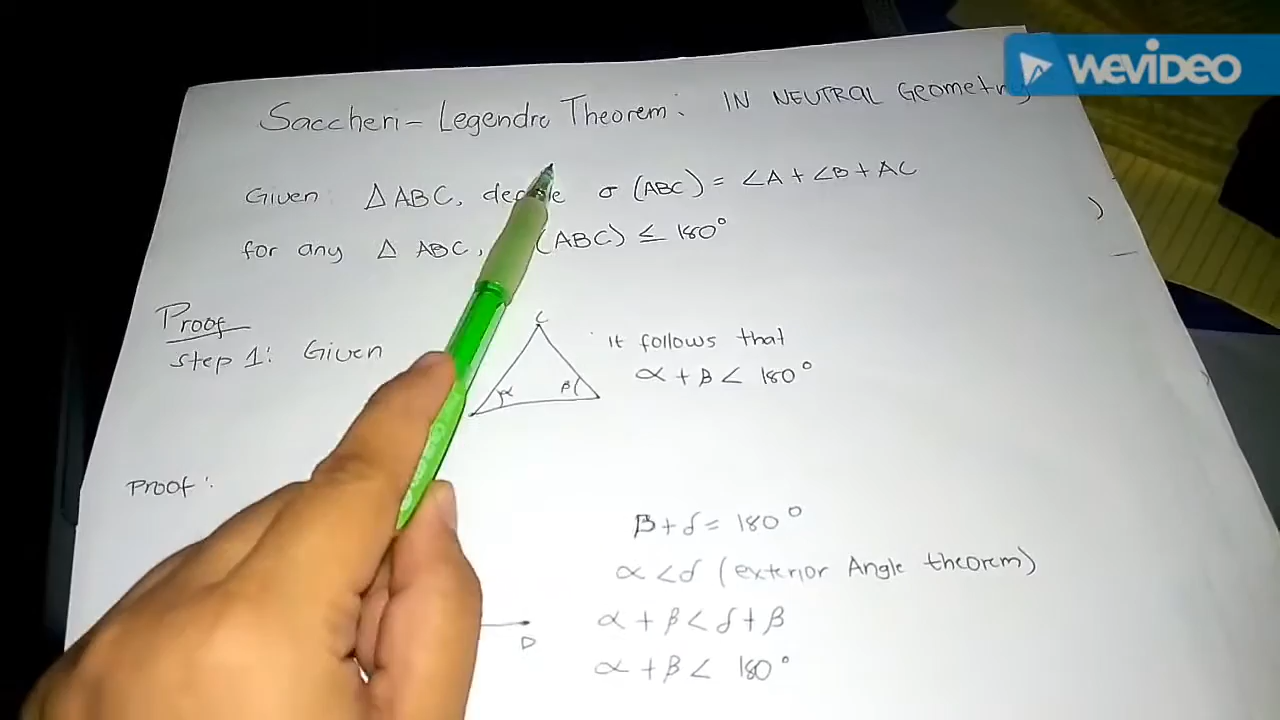 WEVIDEO
Saccheri - Legendre Theorem: IN NEUTRAL Geometry
Given: △ABC, σ (ABC) = ∠A + ∠B + AC
for any △ ABC, (ABC) ≤ 180°
Proof
Step 1: Given
C
α β
it follows that
α + β < 180°
Proof:
β + δ = 180°
α < δ (exterior Angle theorem)
α + β < δ + β
D
α + β < 180°